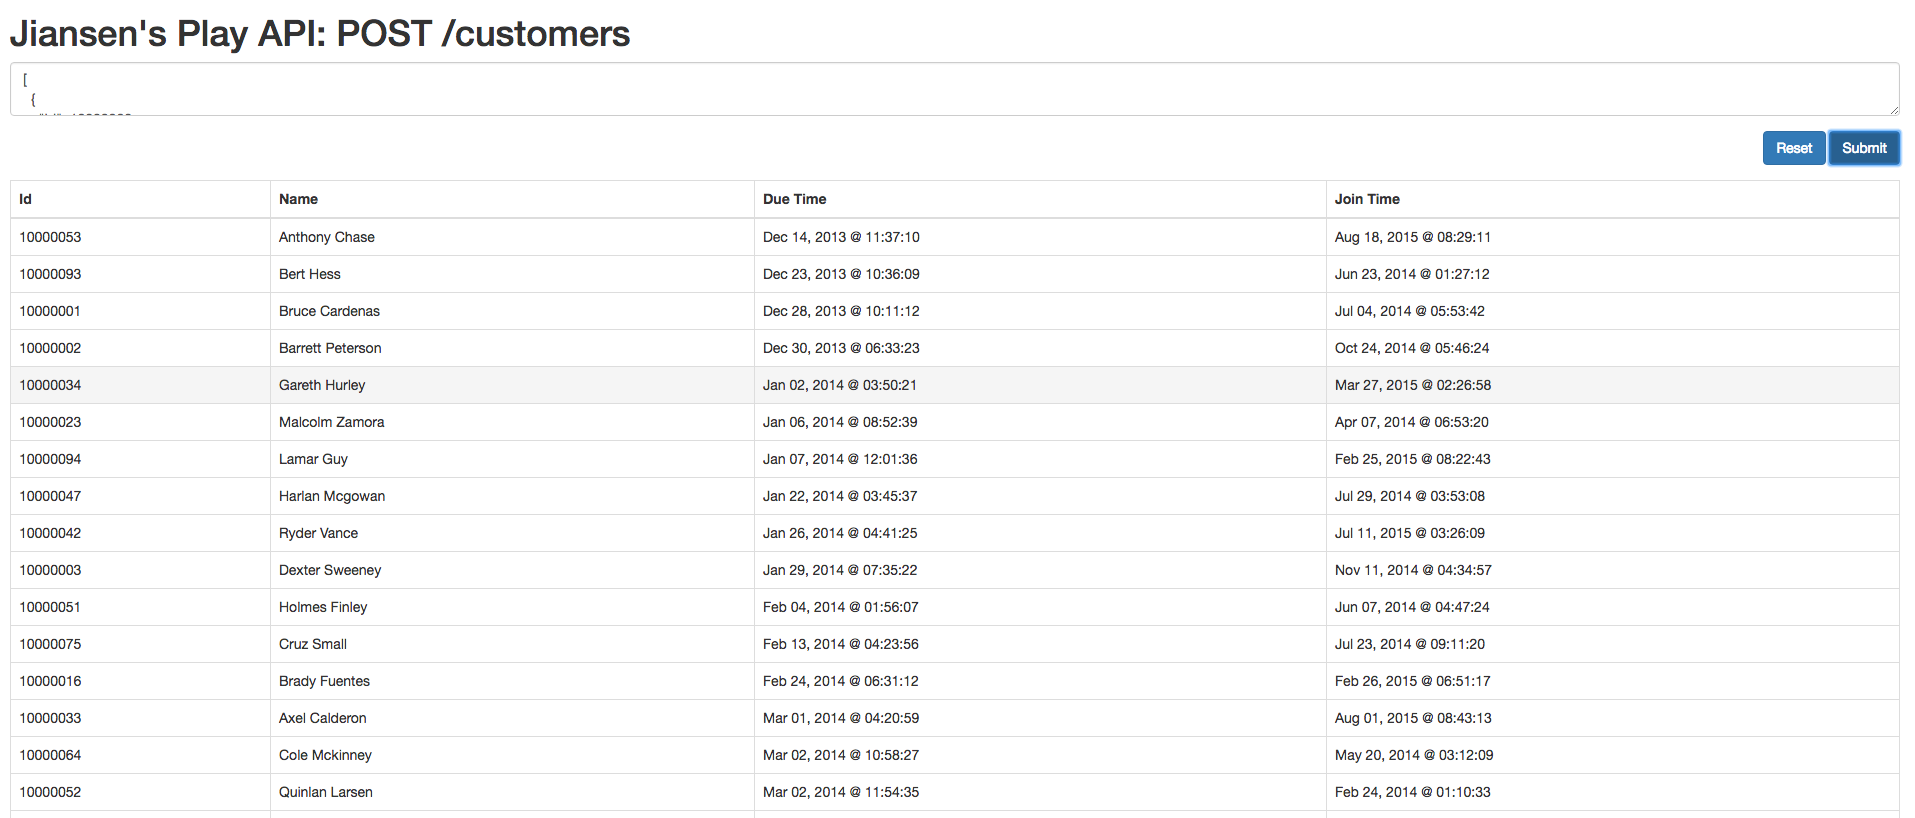 Jiansen's Play API: POST /customers
[
{
Reset Submit
Id Name Due Time Join Time
10000053 Anthony Chase Dec 14, 2013 @ 11:37:10 Aug 18, 2015 @ 08:29:11
10000093 Bert Hess Dec 23, 2013 @ 10:36:09 Jun 23, 2014 @ 01:27:12
10000001 Bruce Cardenas Dec 28, 2013 @ 10:11:12 Jul 04, 2014 @ 05:53:42
10000002 Barrett Peterson Dec 30, 2013 @ 06:33:23 Oct 24, 2014 @ 05:46:24
10000034 Gareth Hurley Jan 02, 2014 @ 03:50:21 Mar 27, 2015 @ 02:26:58
10000023 Malcolm Zamora Jan 06, 2014 @ 08:52:39 Apr 07, 2014 @ 06:53:20
10000094 Lamar Guy Jan 07, 2014 @ 12:01:36 Feb 25, 2015 @ 08:22:43
10000047 Harlan Mcgowan Jan 22, 2014 @ 03:45:37 Jul 29, 2014 @ 03:53:08
10000042 Ryder Vance Jan 26, 2014 @ 04:41:25 Jul 11, 2015 @ 03:26:09
10000003 Dexter Sweeney Jan 29, 2014 @ 07:35:22 Nov 11, 2014 @ 04:34:57
10000051 Holmes Finley Feb 04, 2014 @ 01:56:07 Jun 07, 2014 @ 04:47:24
10000075 Cruz Small Feb 13, 2014 @ 04:23:56 Jul 23, 2014 @ 09:11:20
10000016 Brady Fuentes Feb 24, 2014 @ 06:31:12 Feb 26, 2015 @ 06:51:17
10000033 Axel Calderon Mar 01, 2014 @ 04:20:59 Aug 01, 2015 @ 08:43:13
10000064 Cole Mckinney Mar 02, 2014 @ 10:58:27 May 20, 2014 @ 03:12:09
10000052 Quinlan Larsen Mar 02, 2014 @ 11:54:35 Feb 24, 2014 @ 01:10:33